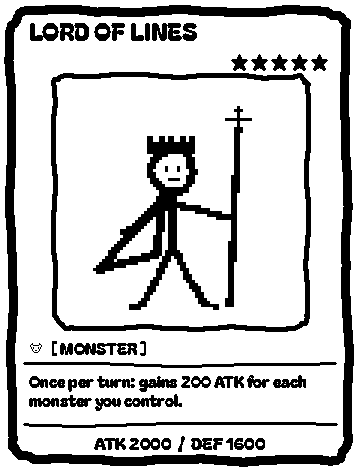 LORD OF LINES
[MONSTER]
Once per turn: gains 200 ATK for each
monster you control.
ATK 2000 / DEF 1600